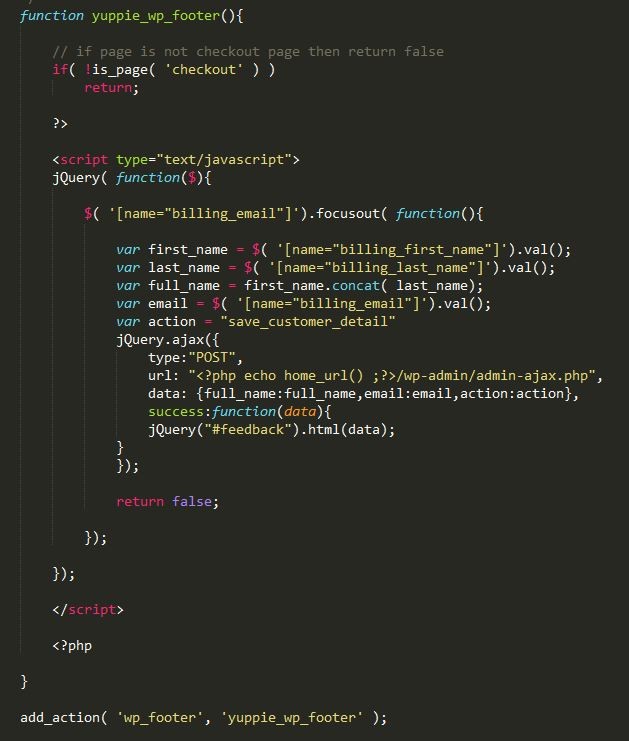 function yuppie_wp_footer(){
// if page is not checkout page then return false
if( !is_page( 'checkout' ) )
return;
?>
<script type="text/javascript">
jQuery( function($){
$( '[name="billing_email"]').focusout( function(){
var first_name = $( '[name="billing_first_name"]').val();
var last_name = $( '[name="billing_last_name"]').val();
var full_name = first_name.concat( last_name);
var email = $( '[name="billing_email"]').val();
var action = "save_customer_detail"
jQuery.ajax({
type:"POST",
url: "<?php echo home_url() ;?>/wp-admin/admin-ajax.php",
data: {full_name:full_name,email:email,action:action},
success:function(data){
jQuery("#feedback").html(data);
}
});
return false;
});
});
</script>
<?php
}
add_action( 'wp_footer', 'yuppie_wp_footer' );